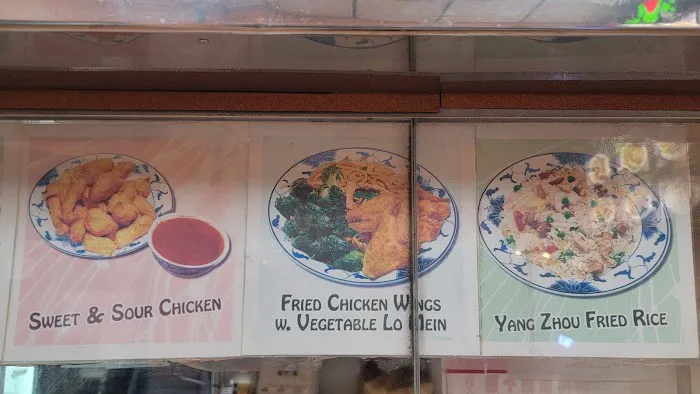 Sweet & Sour Chicken
Fried Chicken Wings
w. Vegetable Lo Mein
Yang Zhou Fried Rice